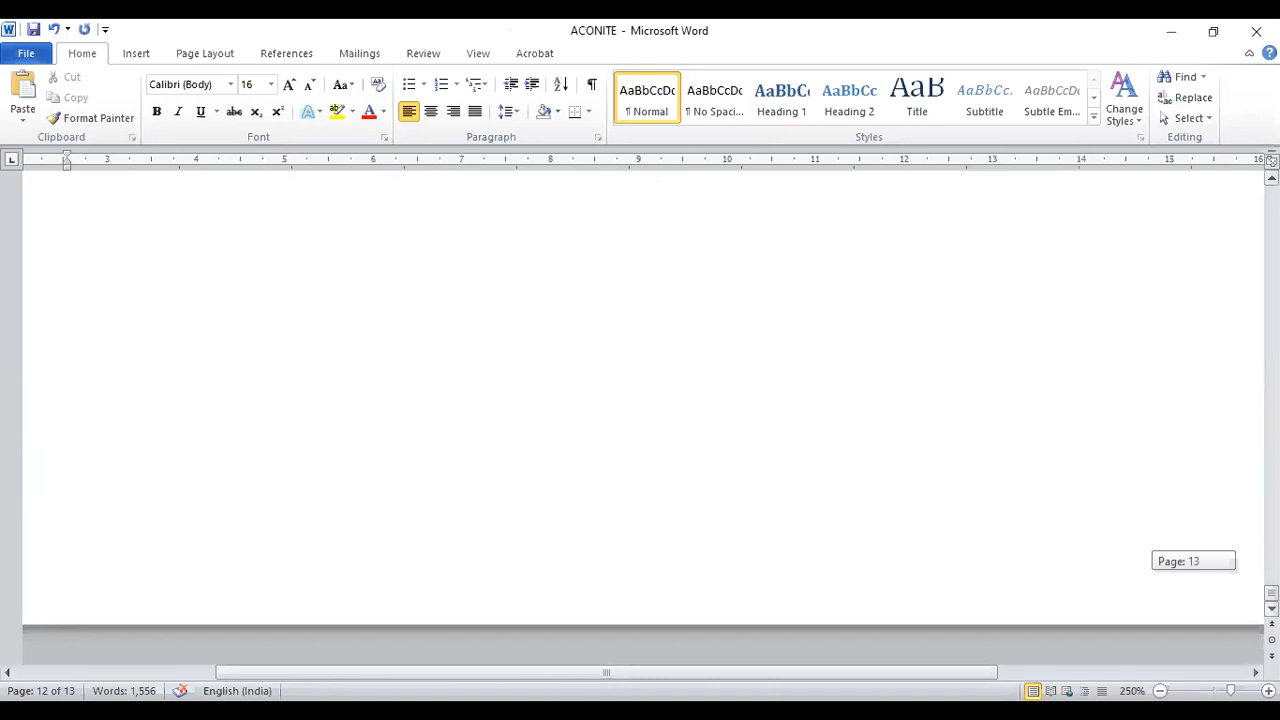 ACONITE - Microsoft Word
File Home Insert Page Layout References Mailings Review View Acrobat
Paste
Cut
Copy
Format Painter
Clipboard
Calibri (Body) 16
Font
Paragraph
AaBbCcDc AaBbCcDc AaBbCc AaBbCc AaB AaBbCc. AaBbCcDc
¶ Normal ¶ No Spaci... Heading 1 Heading 2 Title Subtitle Subtle Em...
Change
Styles
Styles
Find
Replace
Select
Editing
3 4 5 6 7 8 9 10 11 12 13 14 15 16
Page: 13
Page: 12 of 13 Words: 1,556 English (India) 250%